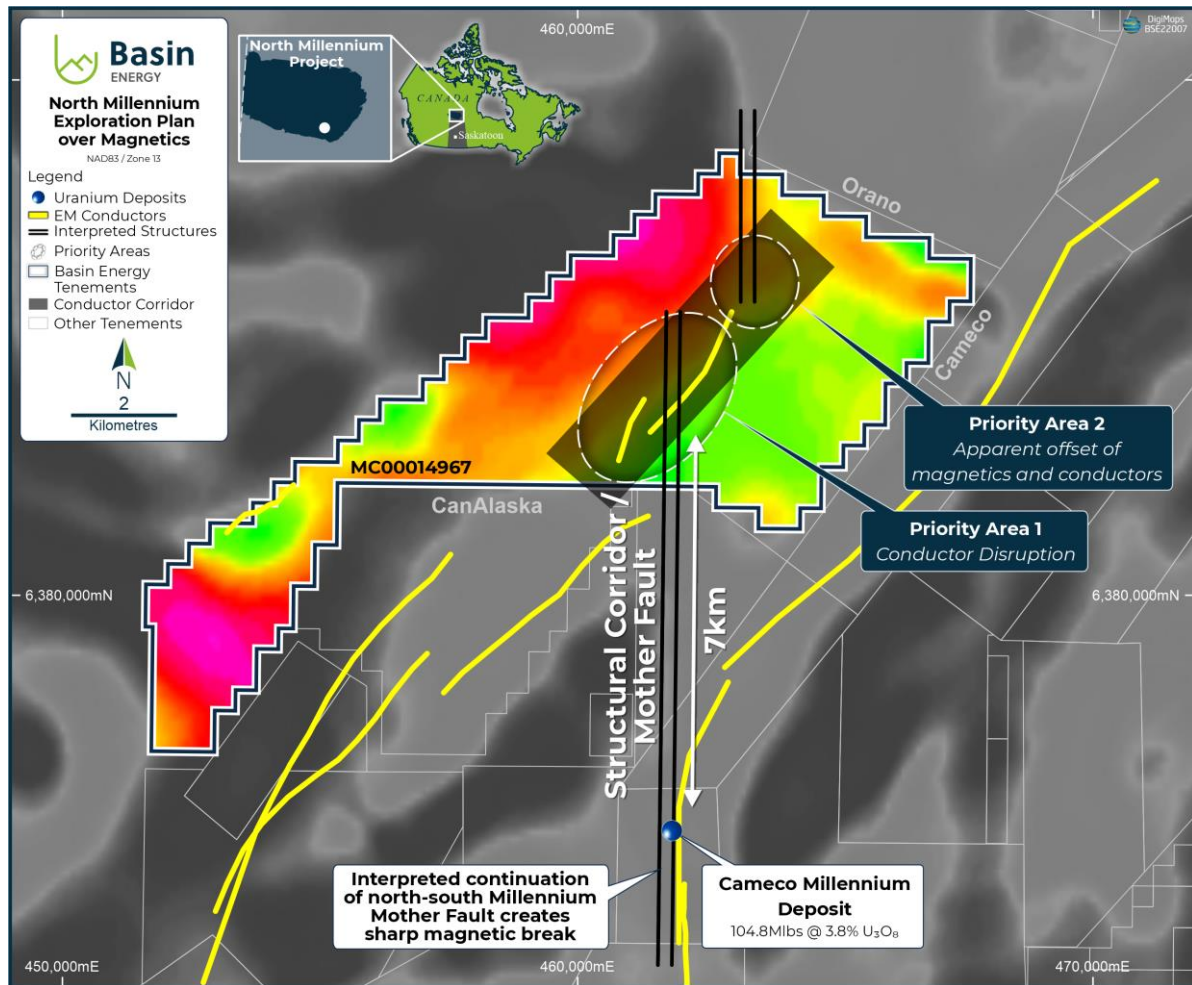 Basin
ENERGY
North Millennium
Exploration Plan
over Magnetics
NAD83 / Zone 13
Legend
Uranium Deposits
EM Conductors
Interpreted Structures
Priority Areas
Basin Energy
Tenements
Conductor Corridor
Other Tenements
N
2
Kilometres
North Millennium
Project
CANADA
Saskatoon
460,000mE
DigiMaps
BSE22007
Orano
Cameco
MC00014967
CanAlaska
Priority Area 2
Apparent offset of
magnetics and conductors
Priority Area 1
Conductor Disruption
6,380,000mN
6,380,000mN
Structural Corridor /
Mother Fault
7km
Interpreted continuation
of north-south Millennium
Mother Fault creates
sharp magnetic break
Cameco Millennium
Deposit
104.8Mlbs @ 3.8% U₃O₈
450,000mE
460,000mE
470,000mE